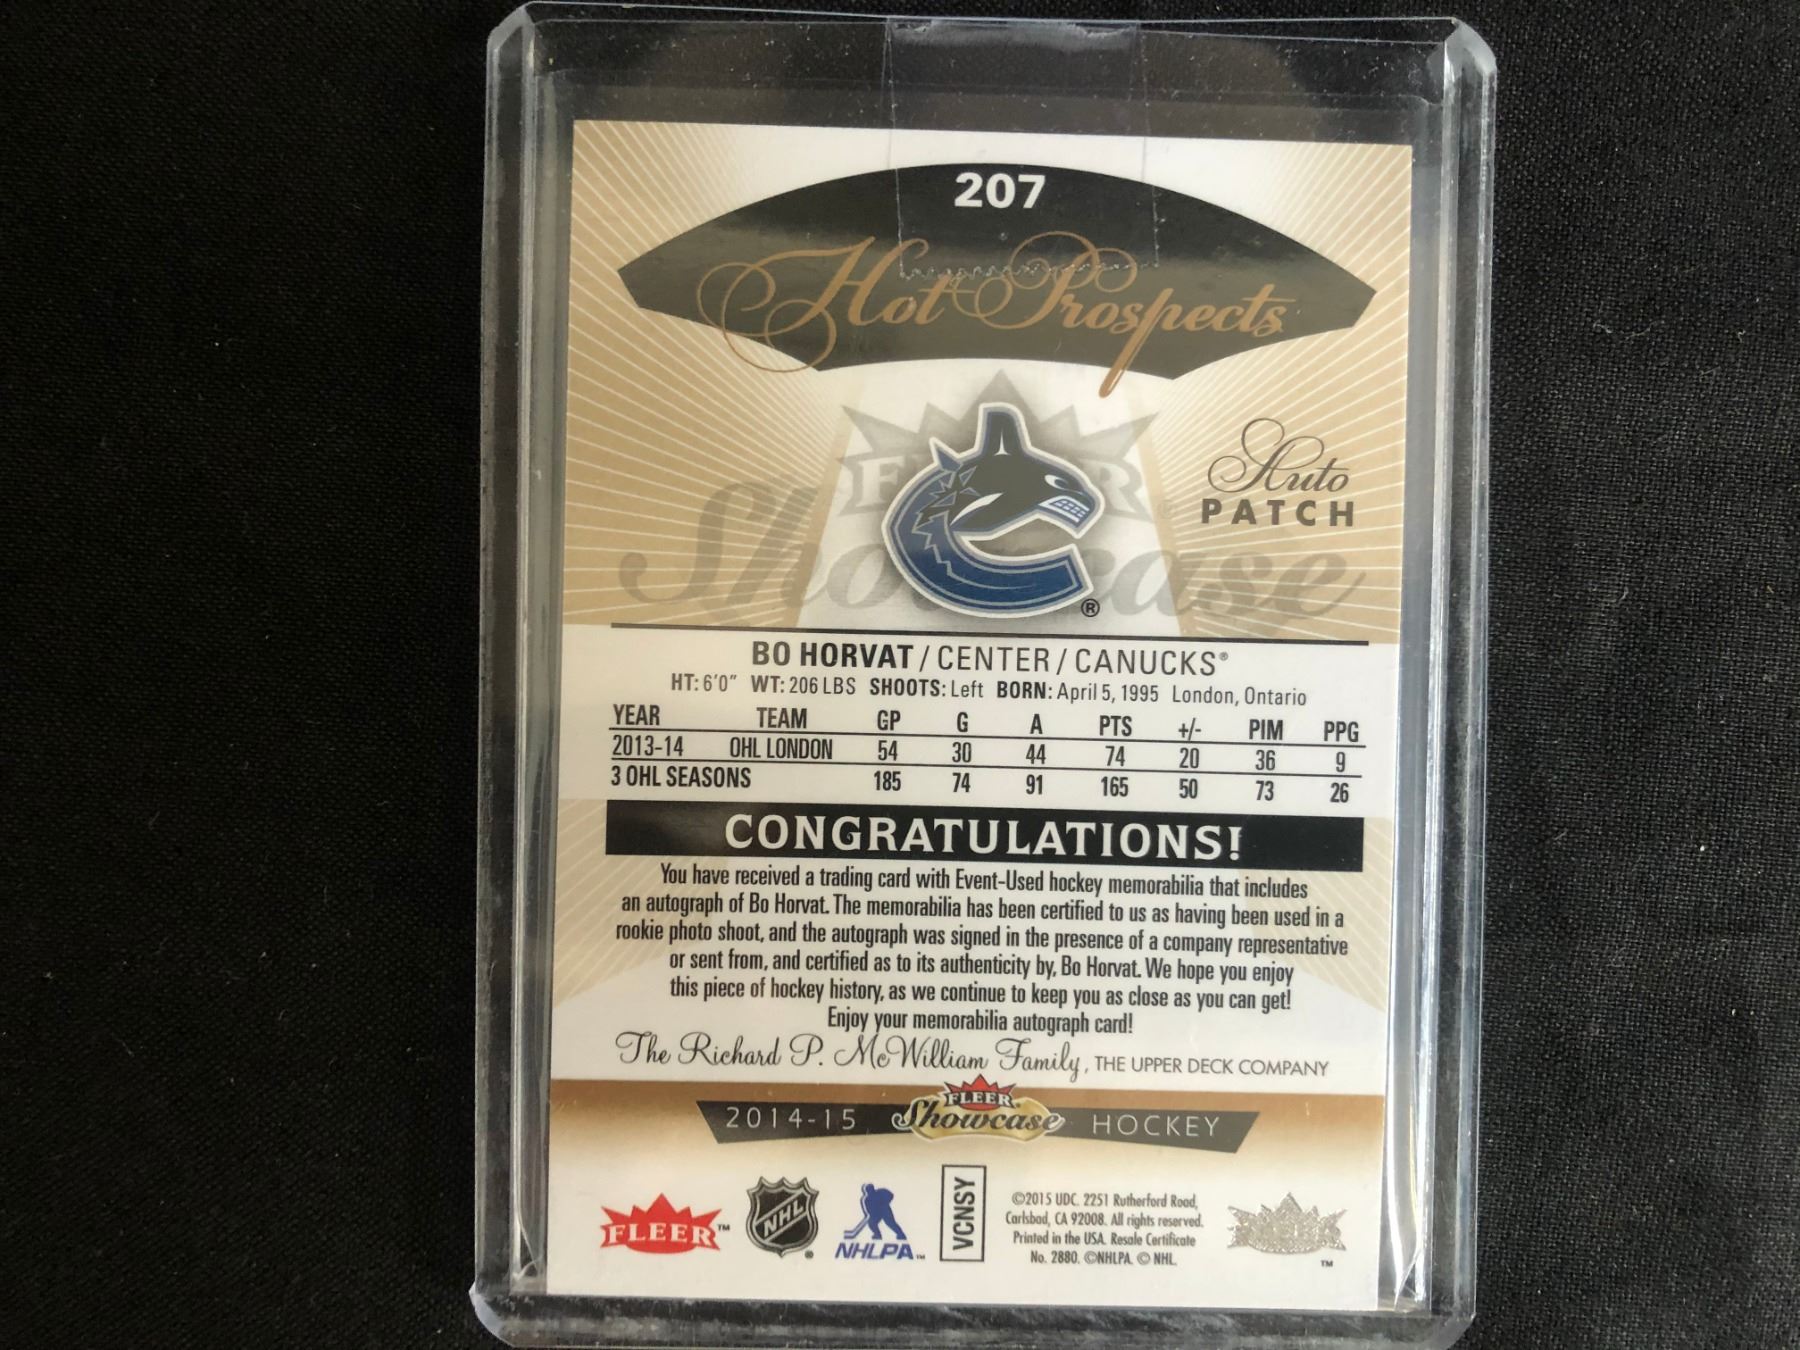 207
Hot Prospects
FLEER
Showcase
Auto
PATCH
®
BO HORVAT / CENTER / CANUCKS®
HT: 6'0" WT: 206 LBS SHOOTS: Left BORN: April 5, 1995 London, Ontario
YEAR TEAM GP G A PTS +/- PIM PPG
2013-14 OHL LONDON 54 30 44 74 20 36 9
3 OHL SEASONS 185 74 91 165 50 73 26
CONGRATULATIONS!
You have received a trading card with Event-Used hockey memorabilia that includes
an autograph of Bo Horvat. The memorabilia has been certified to us as having been used in a
rookie photo shoot, and the autograph was signed in the presence of a company representative
or sent from, and certified as to its authenticity by, Bo Horvat. We hope you enjoy
this piece of hockey history, as we continue to keep you as close as you can get!
Enjoy your memorabilia autograph card!
The Richard P. McWilliam Family, THE UPPER DECK COMPANY
2014-15 FLEER Showcase HOCKEY
FLEER™
NHL®
NHLPA™
VCNSY
©2015 UDC. 2251 Rutherford Road,
Carlsbad, CA 92008. All rights reserved.
Printed in the USA. Resale Certificate
No. 2880. ©NHLPA. © NHL.
™